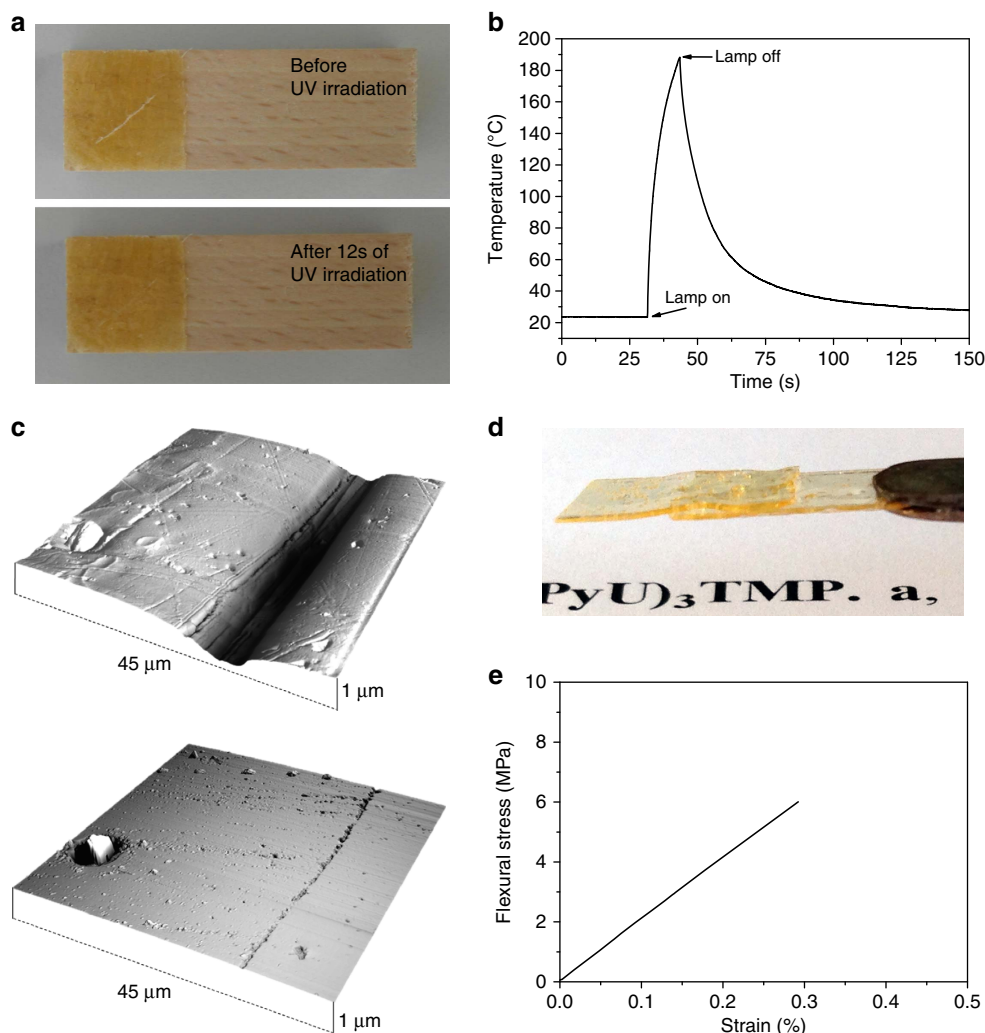 a
Before
UV irradiation
After 12s of
UV irradiation
b
200
180
160
140
120
100
80
60
40
20
Temperature (°C)
Lamp off
Lamp on
0 25 50 75 100 125 150
Time (s)
c
45 μm
1 μm
45 μm
1 μm
d
PyU)₃TMP. a,
e
10
8
6
4
2
0
Flexural stress (MPa)
0.0 0.1 0.2 0.3 0.4 0.5
Strain (%)